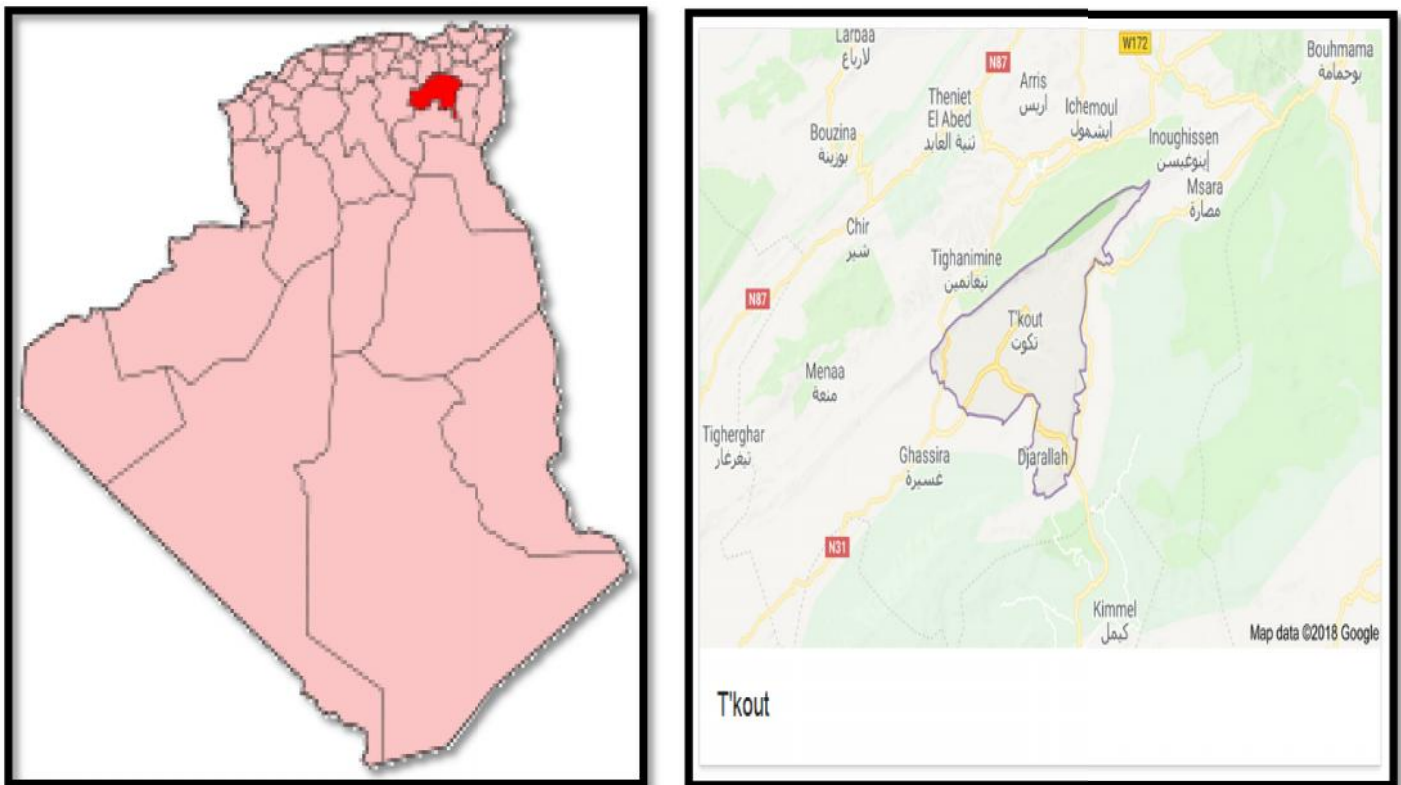 Larbaa
لارباع
W172
Bouhmama
بوحمامة
N87
Arris
اريس
Theniet
El Abed
ثنية العابد
Ichemoul
ايشمول
Bouzina
بوزينة
Inoughissen
إينوغيسن
Msara
مصارة
Chir
شير
Tighanimine
تيغانمين
N87
T'kout
تكوت
Menaa
منعة
Tigherghar
تيغرغار
Ghassira
غسيرة
Djarallah
N31
Kimmel
كيمل
Map data ©2018 Google
T'kout